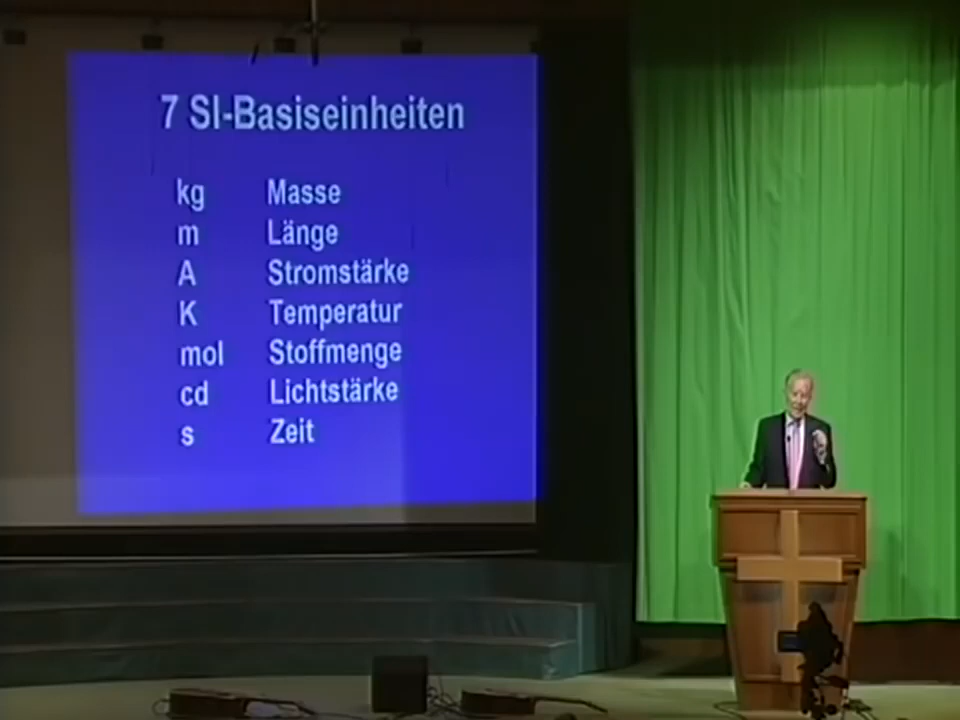 7 SI-Basiseinheiten
kg Masse
m Länge
A Stromstärke
K Temperatur
mol Stoffmenge
cd Lichtstärke
s Zeit